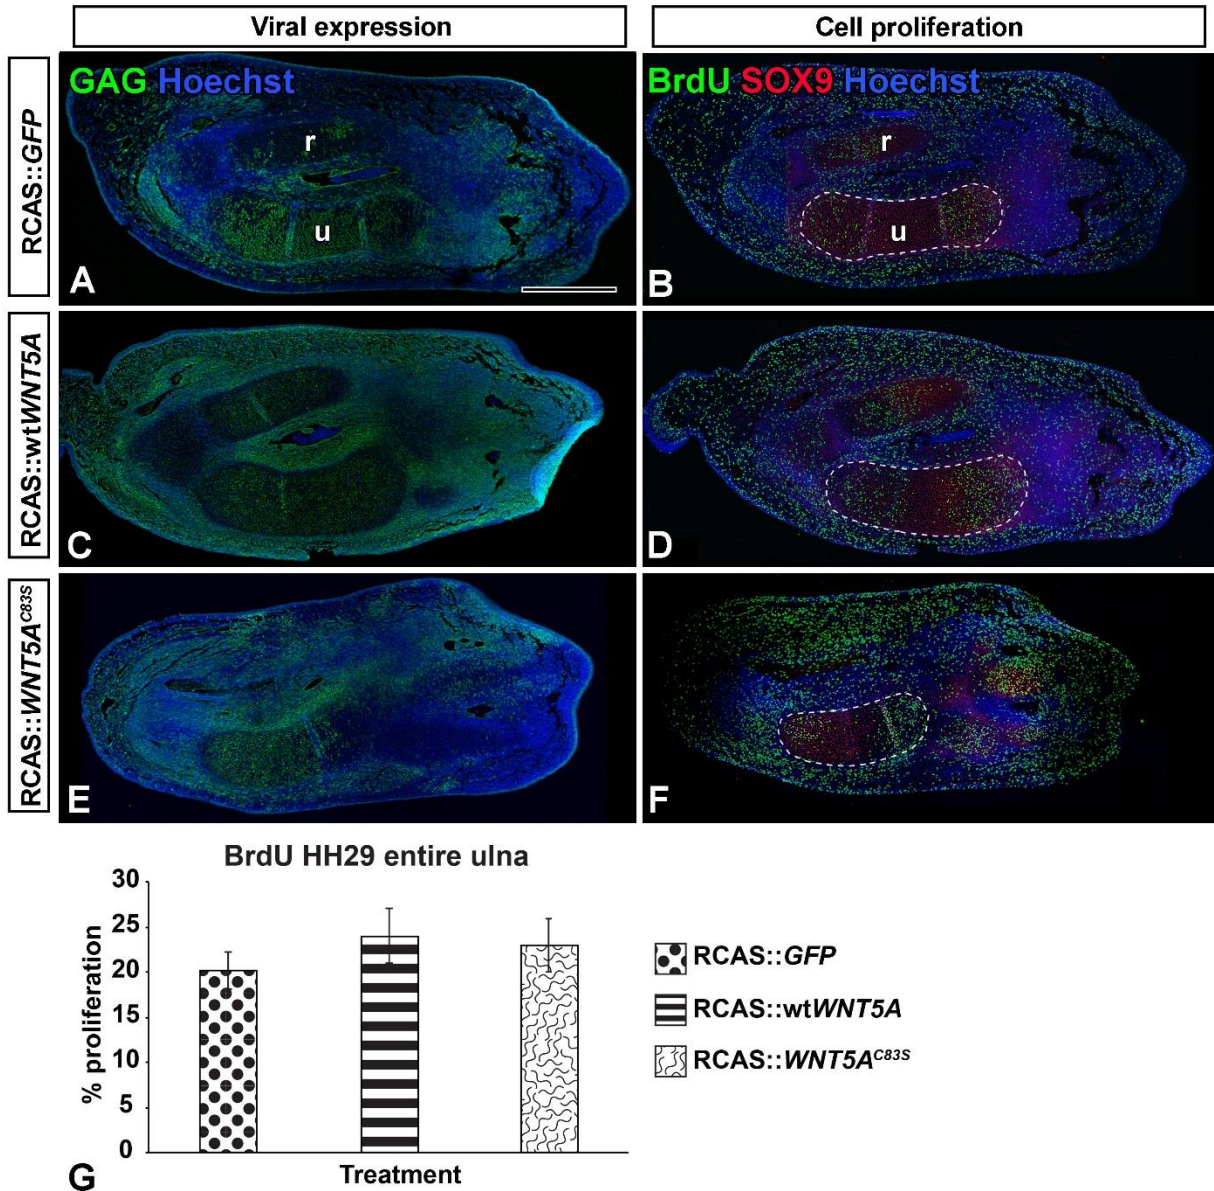 Viral expression
Cell proliferation
RCAS::GFP
GAG Hoechst
r
u
A
BrdU SOX9 Hoechst
r
u
B
RCAS::wtWNT5A
C
D
RCAS::WNT5A^C83S
E
F
BrdU HH29 entire ulna
% proliferation
30
25
20
15
10
5
0
Treatment
RCAS::GFP
RCAS::wtWNT5A
RCAS::WNT5A^C83S
G